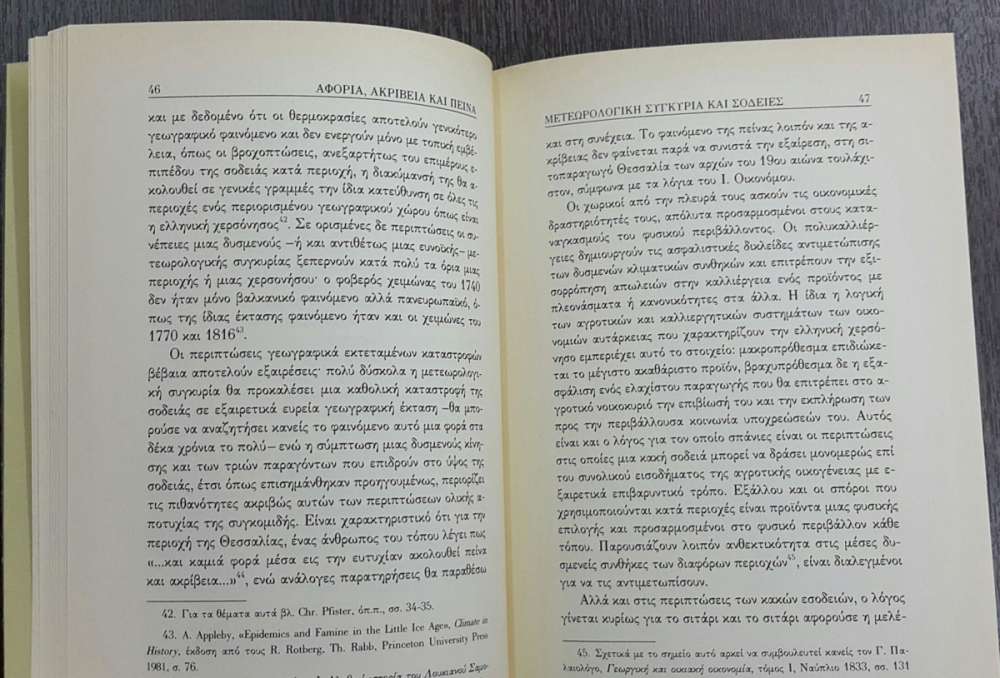 46
ΑΦΟΡΙΑ, ΑΚΡΙΒΕΙΑ ΚΑΙ ΠΕΙΝΑ
και με δεδομένο ότι οι θερμοκρασίες αποτελούν γενικότερο
γεωγραφικό φαινόμενο και δεν ενεργούν μόνο με τοπική εμβέ-
λεια, όπως οι βροχοπτώσεις, ανεξαρτήτως του επιμέρους ε-
πιπέδου της σοδειάς κατά περιοχή, η διακύμανσή της θα α-
κολουθεί σε γενικές γραμμές την ίδια κατεύθυνση σε όλες τις
περιοχές ενός περιορισμένου γεωγραφικού χώρου όπως είναι
η ελληνική χερσόνησος42. Σε ορισμένες δε περιπτώσεις οι συ-
νέπειες μιας δυσμενούς –ή και αντιθέτως μιας ευνοϊκής– με-
τεωρολογικής συγκυρίας ξεπερνούν κατά πολύ τα όρια μιας
περιοχής ή μιας χερσονήσου· ο φοβερός χειμώνας του 1740
δεν ήταν μόνο βαλκανικό φαινόμενο αλλά πανευρωπαϊκό, ό-
πως της ίδιας έκτασης φαινόμενο ήταν και οι χειμώνες του
1770 και 181643.
Οι περιπτώσεις γεωγραφικά εκτεταμένων καταστροφών
βέβαια αποτελούν εξαιρέσεις· πολύ δύσκολα η μετεωρολογι-
κή συγκυρία θα προκαλέσει μια καθολική καταστροφή της
σοδειάς σε εξαιρετικά ευρεία γεωγραφική έκταση –θα μπο-
ρούσε να αναζητήσει κανείς το φαινόμενο αυτό μια φορά στα
δέκα χρόνια το πολύ– ενώ η σύμπτωση μιας δυσμενούς κίνη-
σης και των τριών παραγόντων που επιδρούν στο ύψος της
σοδειάς, έτσι όπως επισημάνθηκαν προηγουμένως, περιορίζει
τις πιθανότητες ακριβώς αυτών των περιπτώσεων ολικής α-
ποτυχίας της συγκομιδής. Είναι χαρακτηριστικό ότι για την
περιοχή της Θεσσαλίας, ένας άνθρωπος του τόπου λέγει πως
«...και καμιά φορά μέσα εις την ευτυχίαν ακολουθεί πείνα
και ακρίβεια...»44, ενώ ανάλογες παρατηρήσεις θα παραθέσω
42. Για τα θέματα αυτά βλ. Chr. Pfister, όπ.π., σσ. 34-35.
43. A. Appleby, «Epidemics and Famine in the Little Ice Age», Climate in
History, έκδοση από τους R. Rotberg, Th. Rabb, Princeton University Press
1981, σ. 76.
ιστορία του Λουκιανού Σαμο-
ΜΕΤΕΩΡΟΛΟΓΙΚΗ ΣΥΓΚΥΡΙΑ ΚΑΙ ΣΟΔΕΙΕΣ
47
και στη συνέχεια. Το φαινόμενο της πείνας λοιπόν και της α-
κρίβειας δεν φαίνεται παρά να συνιστά την εξαίρεση, στη σι-
τοπαραγωγό Θεσσαλία των αρχών του 19ου αιώνα τουλάχι-
στον, σύμφωνα με τα λόγια του Ι. Οικονόμου.
Οι χωρικοί από την πλευρά τους ασκούν τις οικονομικές
δραστηριότητές τους, απόλυτα προσαρμοσμένοι στους κατα-
ναγκασμούς του φυσικού περιβάλλοντος. Οι πολυκαλλιέρ-
γειες δημιουργούν τις ασφαλιστικές δικλείδες αντιμετώπισης
των δυσμενών κλιματικών συνθηκών και επιτρέπουν την εξι-
σορρόπηση απωλειών στην καλλιέργεια ενός προϊόντος με
πλεονάσματα ή κανονικότητες στα άλλα. Η ίδια η λογική
των αγροτικών και καλλιεργητικών συστημάτων των οικο-
νομιών αυτάρκειας που χαρακτηρίζουν την ελληνική χερσό-
νησο εμπεριέχει αυτό το στοιχείο: μακροπρόθεσμα επιδιώκε-
ται το μέγιστο ακαθάριστο προϊόν, βραχυπρόθεσμα δε η εξα-
σφάλιση ενός ελαχίστου παραγωγής που θα επιτρέπει στο α-
γροτικό νοικοκυριό την επιβίωσή του και την εκπλήρωση των
προς την περιβάλλουσα κοινωνία υποχρεώσεών του. Αυτός
είναι και ο λόγος για τον οποίο σπάνιες είναι οι περιπτώσεις
στις οποίες μια κακή σοδειά μπορεί να δράσει μονομερώς επί
του συνολικού εισοδήματος της αγροτικής οικογένειας με ε-
ξαιρετικά επιβαρυντικό τρόπο. Εξάλλου και οι σπόροι που
χρησιμοποιούνται κατά περιοχές είναι προϊόντα μιας φυσικής
επιλογής και προσαρμοσμένοι στο φυσικό περιβάλλον κάθε
τόπου. Παρουσιάζουν λοιπόν ανθεκτικότητα στις μέσες δυ-
σμενείς συνθήκες των διαφόρων περιοχών45, είναι διαλεγμένοι
για να τις αντιμετωπίσουν.
Αλλά και στις περιπτώσεις των κακών εσοδειών, ο λόγος
γίνεται κυρίως για το σιτάρι και το σιτάρι αφορούσε η μελέ-
45. Σχετικά με το σημείο αυτό αρκεί να συμβουλευτεί κανείς τον Γ. Πα-
λαιολόγο, Γεωργική και οικιακή οικονομία, τόμος Ι, Ναύπλιο 1833, σσ. 131